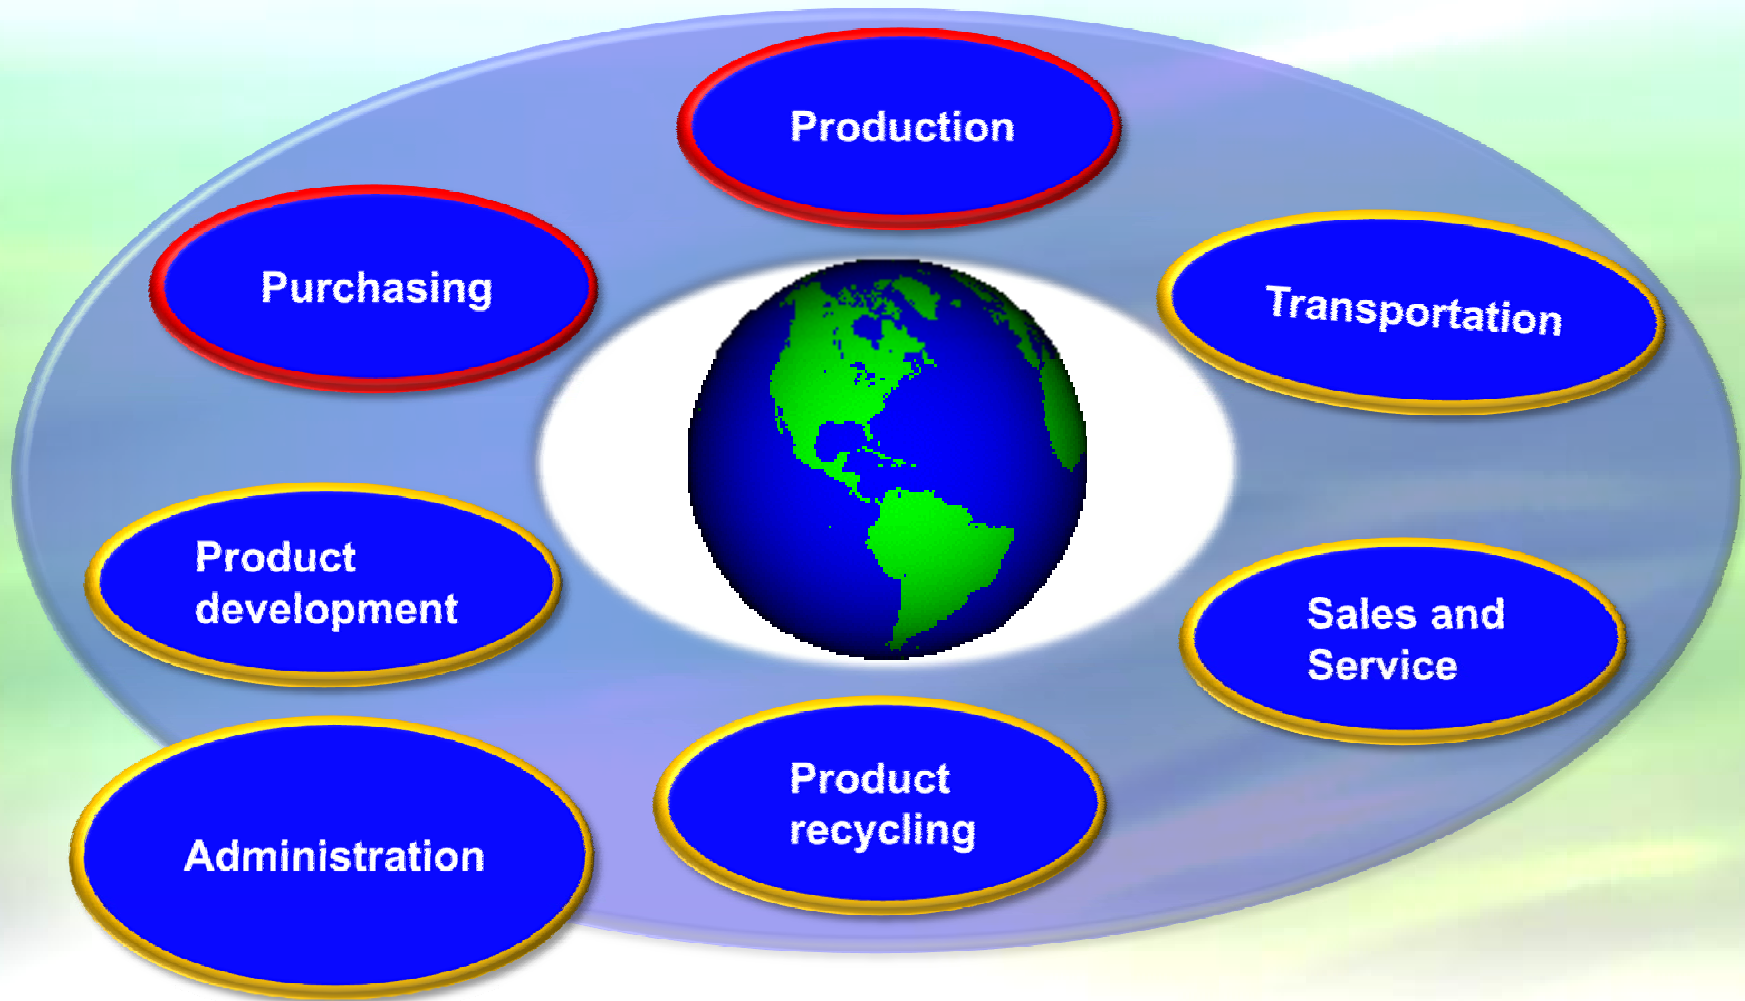 Production
Purchasing
Transportation
Product
development
Sales and
Service
Product
recycling
Administration